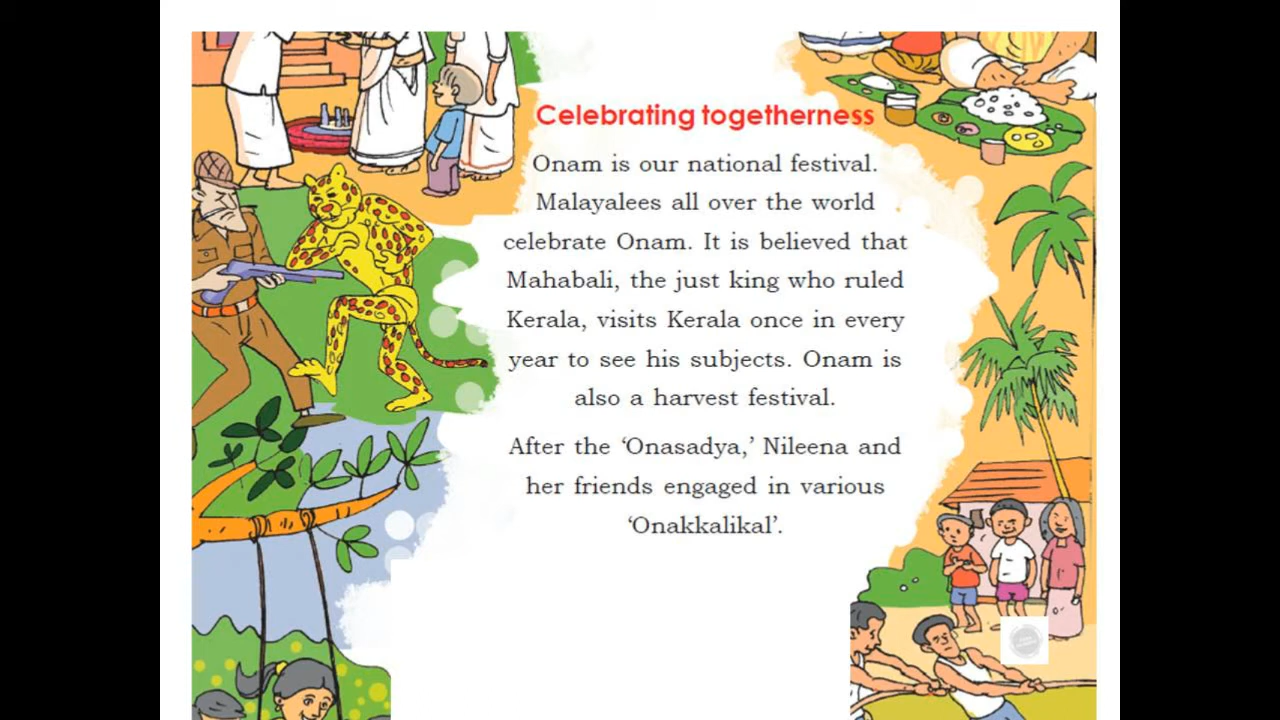 Celebrating togetherness
Onam is our national festival.
Malayalees all over the world
celebrate Onam. It is believed that
Mahabali, the just king who ruled
Kerala, visits Kerala once in every
year to see his subjects. Onam is
also a harvest festival.
After the ‘Onasadya,’ Nileena and
her friends engaged in various
‘Onakkalikal’.